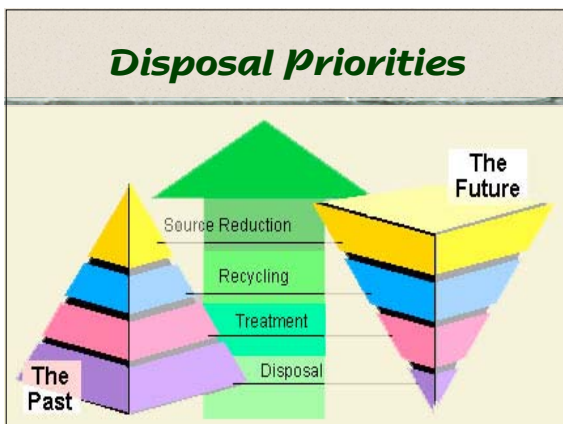 Disposal Priorities
The
Future
Source Reduction
Recycling
Treatment
Disposal
The
Past